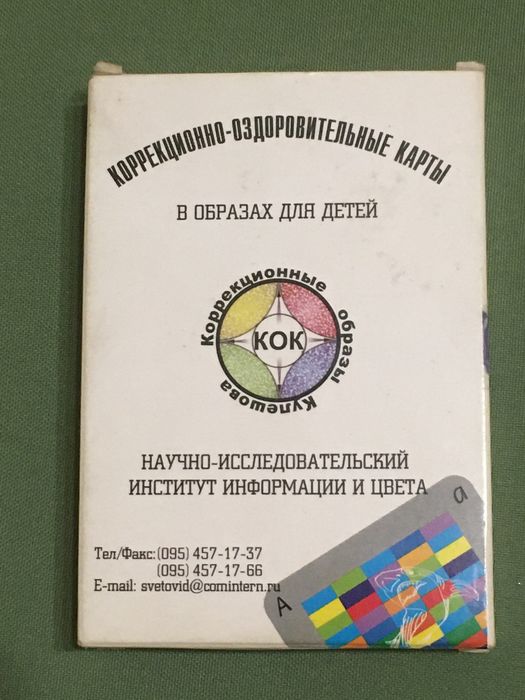 КОРРЕКЦИОННО-ОЗДОРОВИТЕЛЬНЫЕ КАРТЫ
В ОБРАЗАХ ДЛЯ ДЕТЕЙ
Коррекционные образы Кулешова
КОК
НАУЧНО-ИССЛЕДОВАТЕЛЬСКИЙ
ИНСТИТУТ ИНФОРМАЦИИ И ЦВЕТА
Тел/Факс: (095) 457-17-37
(095) 457-17-66
E-mail: svetovid@comintern.ru
а
А